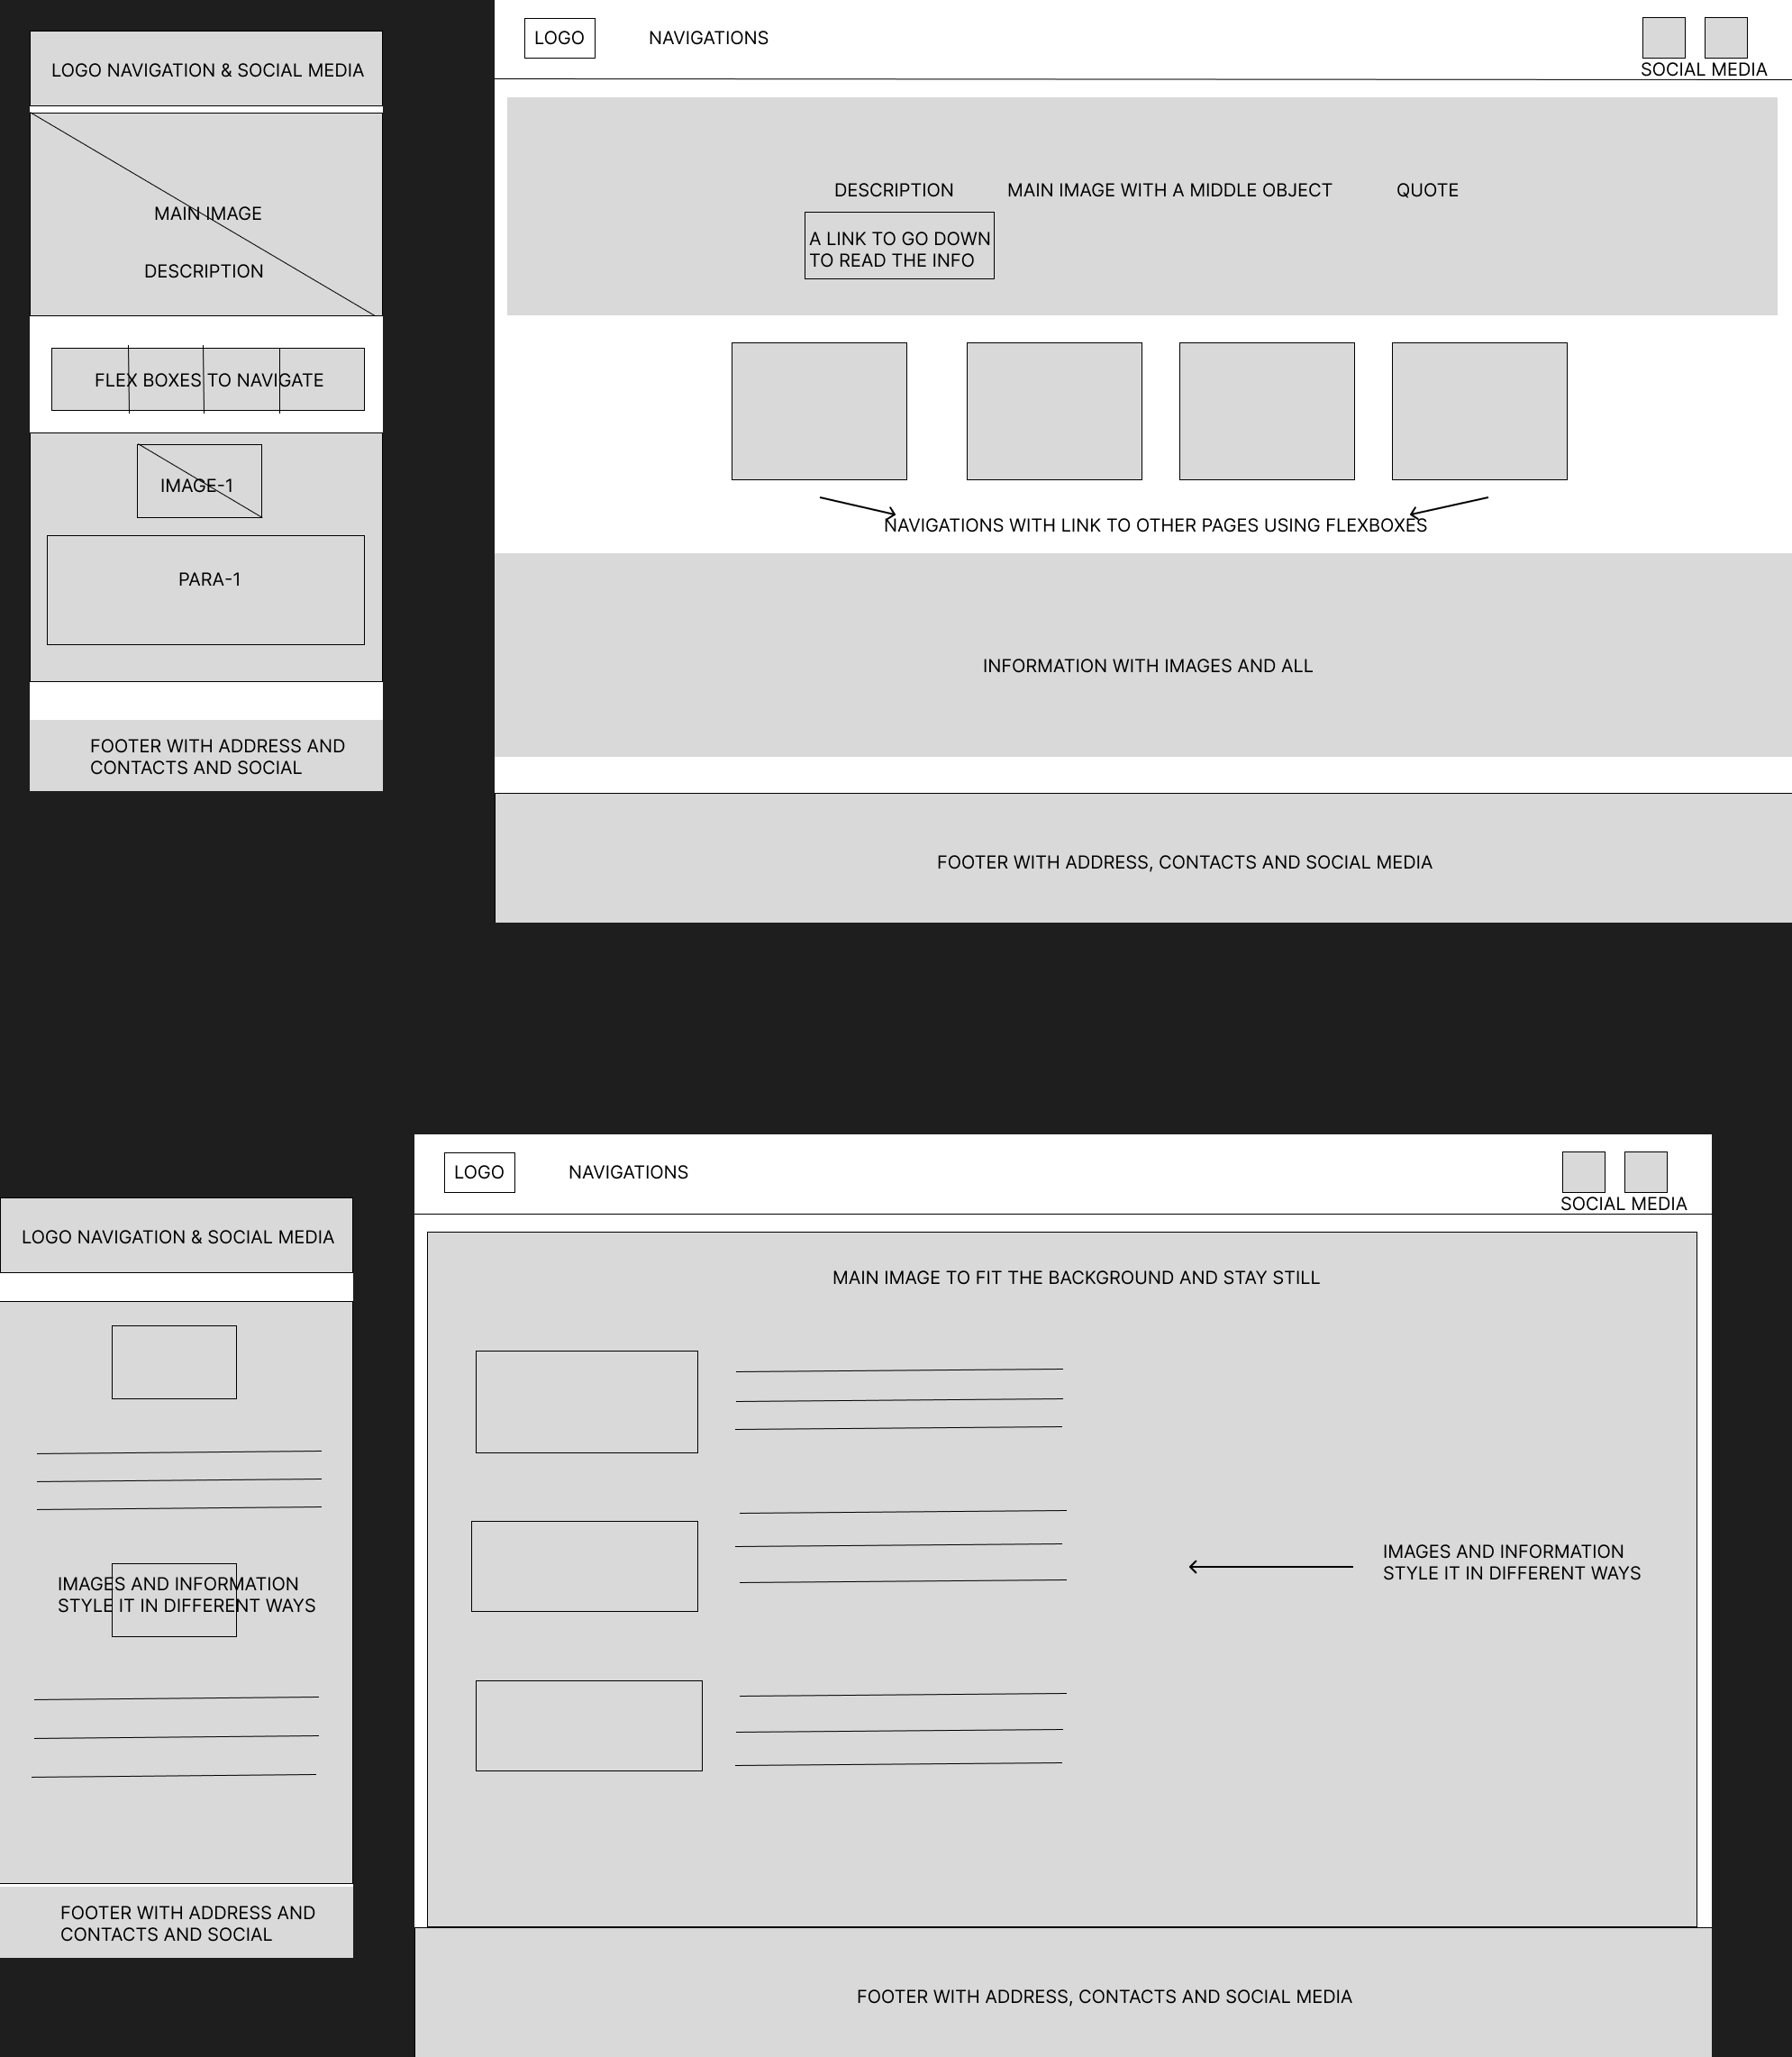 LOGO NAVIGATION & SOCIAL MEDIA
MAIN IMAGE
DESCRIPTION
FLEX BOXES TO NAVIGATE
IMAGE-1
PARA-1
FOOTER WITH ADDRESS AND
CONTACTS AND SOCIAL
LOGO
NAVIGATIONS
SOCIAL MEDIA
DESCRIPTION
MAIN IMAGE WITH A MIDDLE OBJECT
QUOTE
A LINK TO GO DOWN
TO READ THE INFO
NAVIGATIONS WITH LINK TO OTHER PAGES USING FLEXBOXES
INFORMATION WITH IMAGES AND ALL
FOOTER WITH ADDRESS, CONTACTS AND SOCIAL MEDIA
LOGO NAVIGATION & SOCIAL MEDIA
IMAGES AND INFORMATION
STYLE IT IN DIFFERENT WAYS
FOOTER WITH ADDRESS AND
CONTACTS AND SOCIAL
LOGO
NAVIGATIONS
SOCIAL MEDIA
MAIN IMAGE TO FIT THE BACKGROUND AND STAY STILL
IMAGES AND INFORMATION
STYLE IT IN DIFFERENT WAYS
FOOTER WITH ADDRESS, CONTACTS AND SOCIAL MEDIA